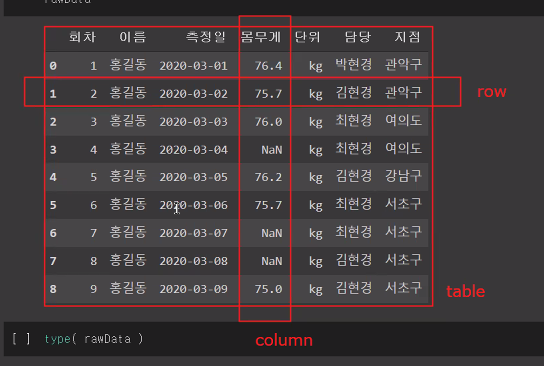 rawData
회차 이름 측정일 몸무게 단위 담당 지점
0 1 홍길동 2020-03-01 76.4 kg 박현경 관악구
1 2 홍길동 2020-03-02 75.7 kg 김현경 관악구 row
2 3 홍길동 2020-03-03 76.0 kg 최현경 여의도
3 4 홍길동 2020-03-04 NaN kg 최현경 여의도
4 5 홍길동 2020-03-05 76.2 kg 김현경 강남구
5 6 홍길동 2020-03-06 75.7 kg 최현경 서초구
6 7 홍길동 2020-03-07 NaN kg 최현경 서초구
7 8 홍길동 2020-03-08 NaN kg 김현경 서초구
8 9 홍길동 2020-03-09 75.0 kg 김현경 서초구
table
[ ] type( rawData )
column